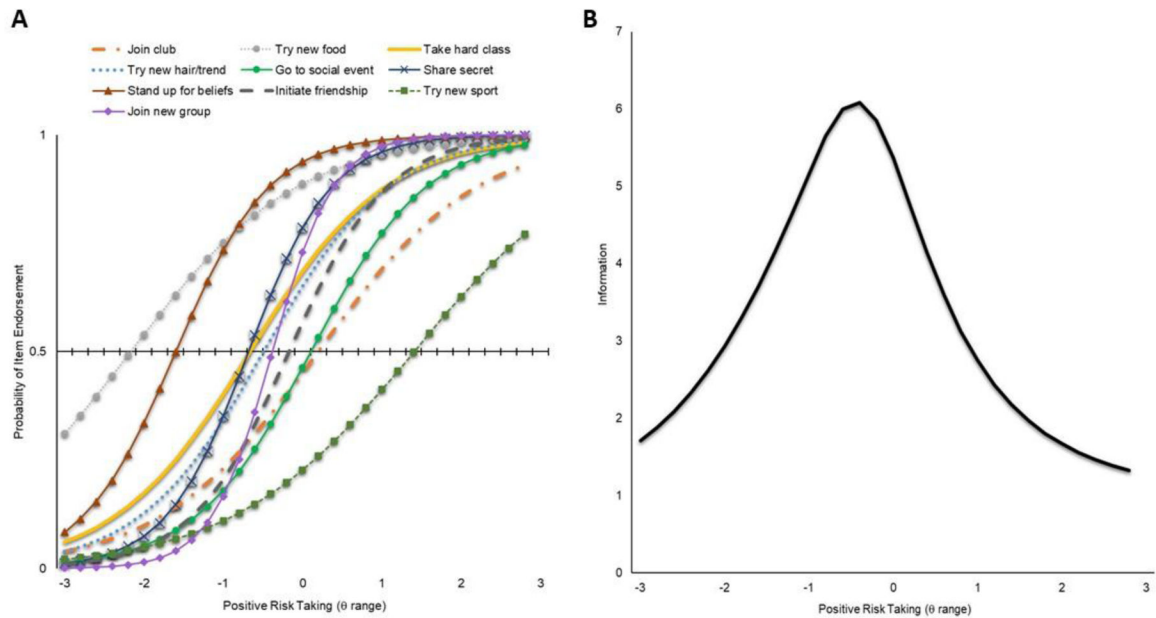 A
Join club Try new food Take hard class
Try new hair/trend Go to social event Share secret
Stand up for beliefs Initiate friendship Try new sport
Join new group
Probability of Item Endorsement
1
0.5
0
-3 -2 -1 0 1 2 3
Positive Risk Taking (θ range)
B
Information
7
6
5
4
3
2
1
0
-3 -2 -1 0 1 2 3
Positive Risk Taking (θ range)